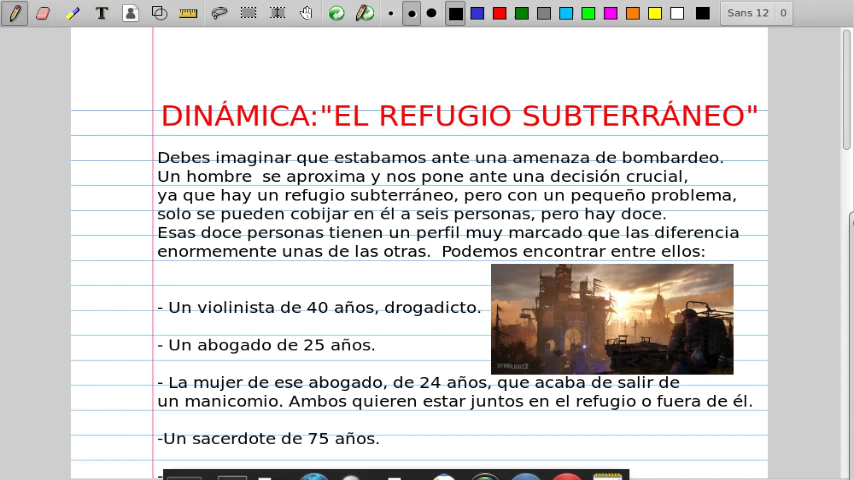 Sans 12 0
DINÁMICA:"EL REFUGIO SUBTERRÁNEO"
Debes imaginar que estabamos ante una amenaza de bombardeo.
Un hombre  se aproxima y nos pone ante una decisión crucial,
ya que hay un refugio subterráneo, pero con un pequeño problema,
solo se pueden cobijar en él a seis personas, pero hay doce.
Esas doce personas tienen un perfil muy marcado que las diferencia
enormemente unas de las otras.  Podemos encontrar entre ellos:
- Un violinista de 40 años, drogadicto.
- Un abogado de 25 años.
- La mujer de ese abogado, de 24 años, que acaba de salir de
un manicomio. Ambos quieren estar juntos en el refugio o fuera de él.
-Un sacerdote de 75 años.